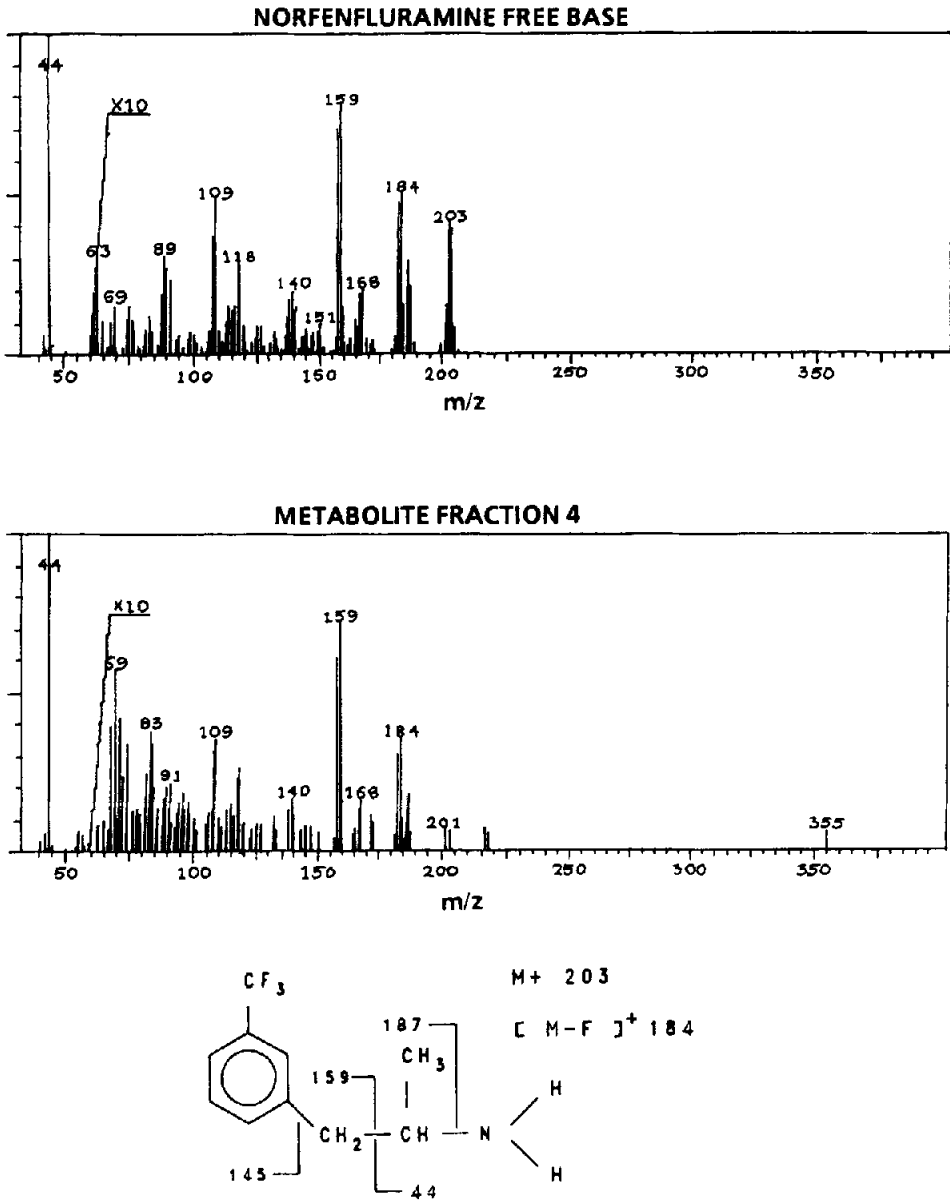 NORFENFLURAMINE FREE BASE
44
X10
159
109
184
203
63
89
118
69
140
168
151
50
100
150
200
250
300
350
m/z
METABOLITE FRACTION 4
44
X10
159
69
83
109
184
91
140
168
201
355
50
100
150
200
250
300
350
m/z
CF3
M+ 203
187
[ M-F ]+ 184
CH3
159
H
CH2
CH
N
145
44
H